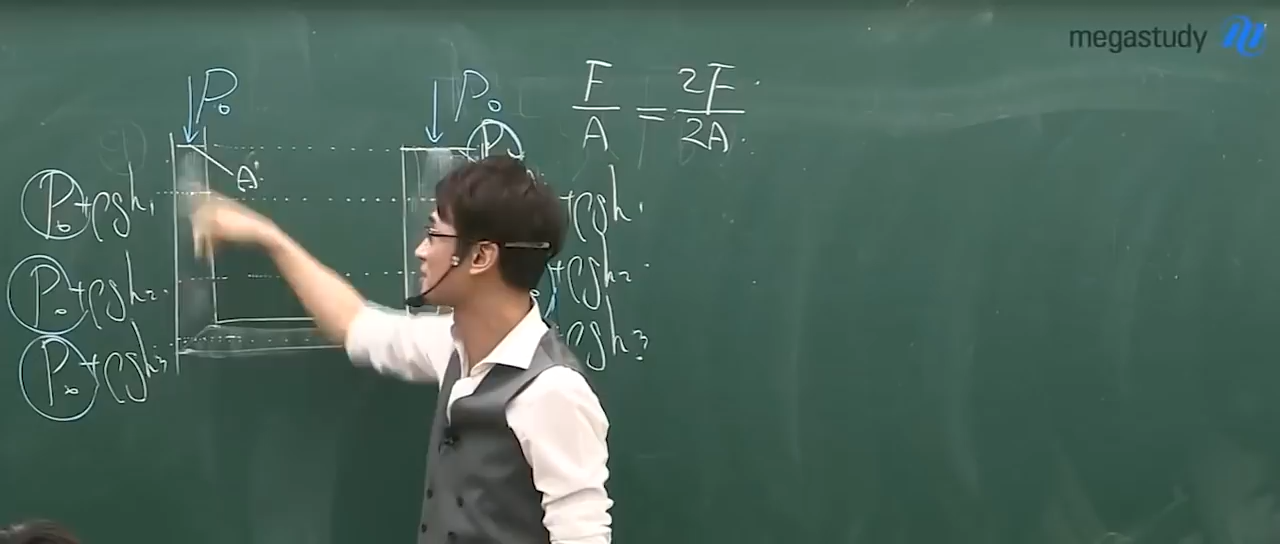 megastudy
P₀
P₀
F/A = 2F/2A
P
A
P₀+ρgh₁
+ρgh₁
P₀+ρgh₂
+ρgh₂
P₀+ρgh₃
ρgh₃